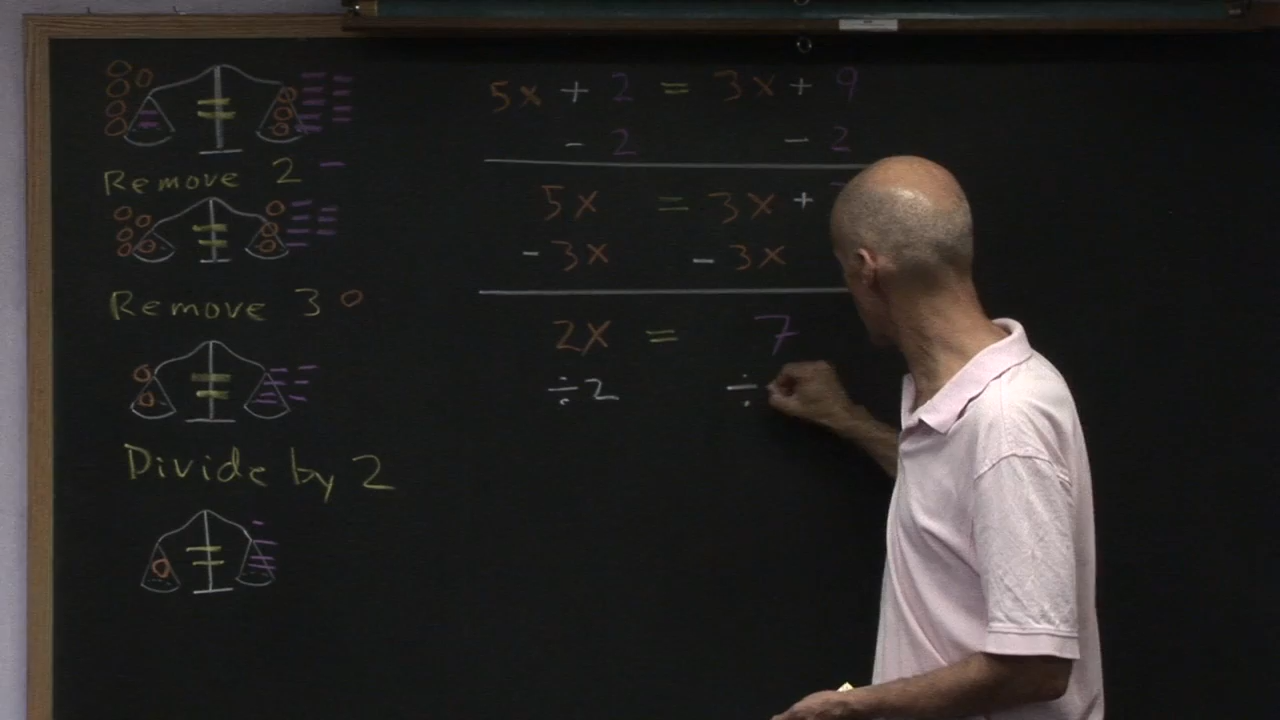 Remove 2 -
Remove 3 o
Divide by 2
5x + 2 = 3x + 9
- 2 - 2
5x = 3x +
- 3x - 3x
2x = 7
÷ 2 ÷